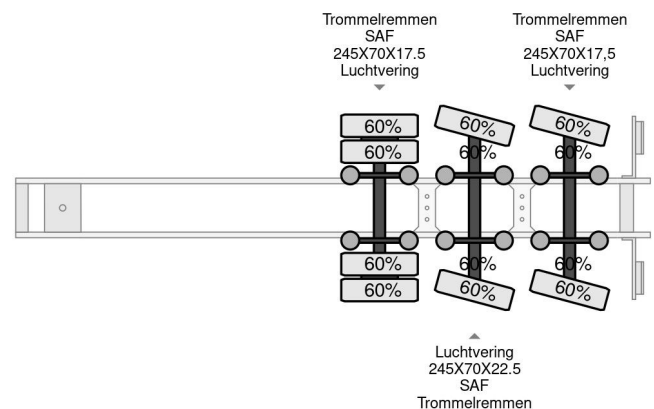 Trommelremmen
SAF
245X70X17.5
Luchtvering
Trommelremmen
SAF
245X70X17,5
Luchtvering
60%
60%
60%
60%
60%
60%
60%
60%
60%
60%
60%
60%
Luchtvering
245X70X22.5
SAF
Trommelremmen